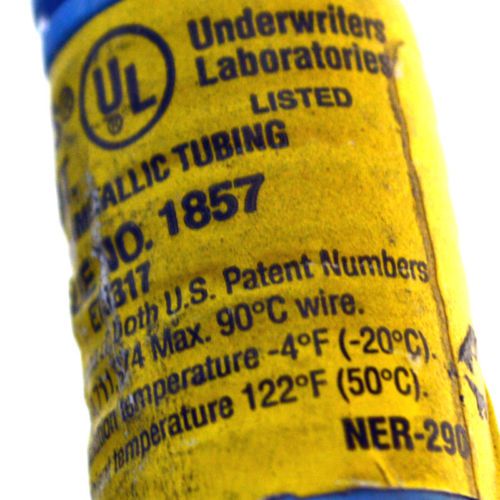 UL
®
Underwriters
Laboratories
LISTED
METALLIC TUBING
NO. 1857
both U.S. Patent Numbers
Max. 90°C wire.
temperature -4°F (-20°C).
temperature 122°F (50°C).
NER-290